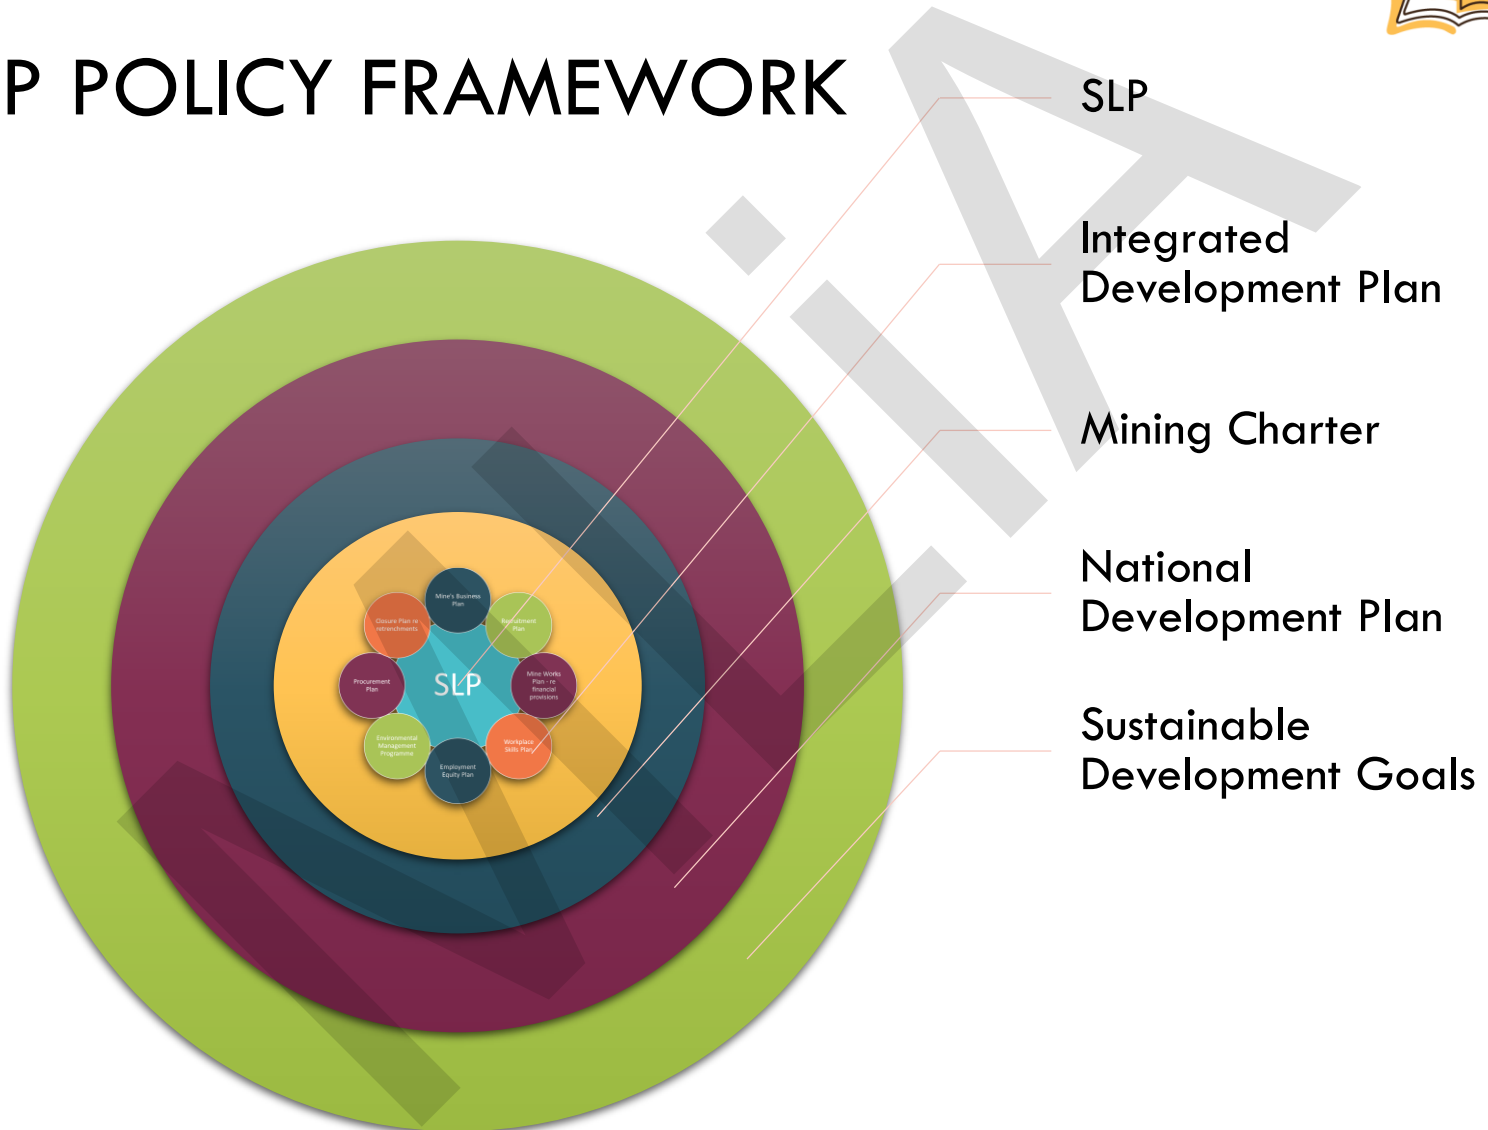 P POLICY FRAMEWORK
SLP
Integrated
Development Plan
Mining Charter
National
Development Plan
Sustainable
Development Goals
Mine's Business
Plan
Recruitment
Plan
Mine Works
Plan - re
financial
provisions
Workplace
Skills Plan
Employment
Equity Plan
Environmental
Management
Programme
Procurement
Plan
Closure Plan re
retrenchments
SLP